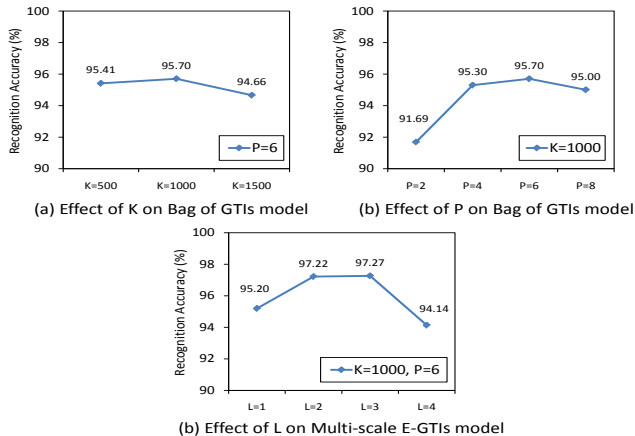 100
98
96
94
92
90
Recognition Accuracy (%)
95.41
95.70
94.66
P=6
K=500 K=1000 K=1500
(a) Effect of K on Bag of GTIs model
100
98
96
94
92
90
Recognition Accuracy (%)
91.69
95.30
95.70
95.00
K=1000
P=2 P=4 P=6 P=8
(b) Effect of P on Bag of GTIs model
100
98
96
94
92
90
Recognition Accuracy (%)
95.20
97.22
97.27
94.14
K=1000, P=6
L=1 L=2 L=3 L=4
(b) Effect of L on Multi-scale E-GTIs model